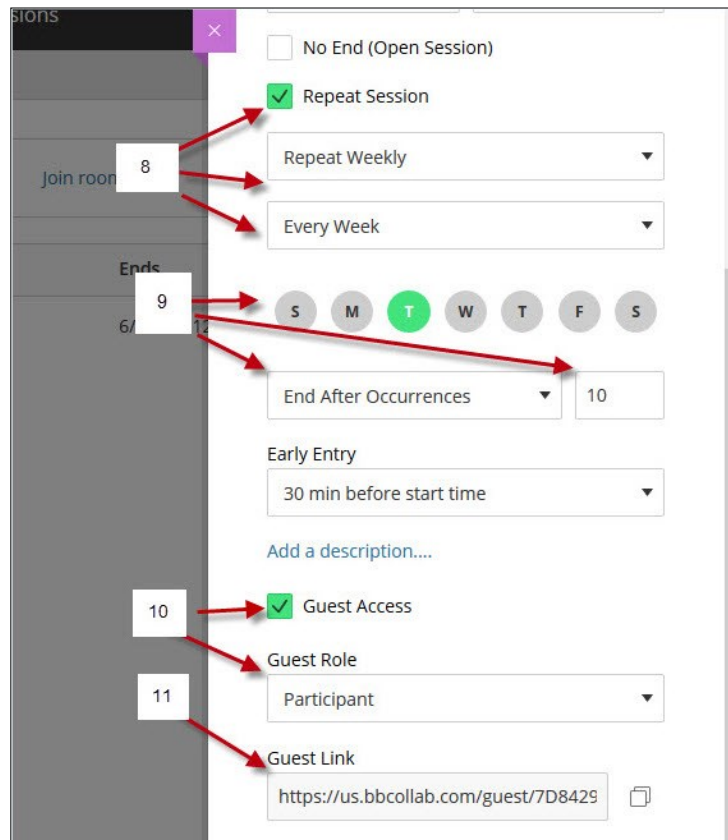 sions
No End (Open Session)
Repeat Session
8
Join room
Repeat Weekly
Every Week
Ends
9
6/ 12
S M T W T F S
End After Occurrences 10
Early Entry
30 min before start time
Add a description....
10
Guest Access
Guest Role
11
Participant
Guest Link
https://us.bbcollab.com/guest/7D8429